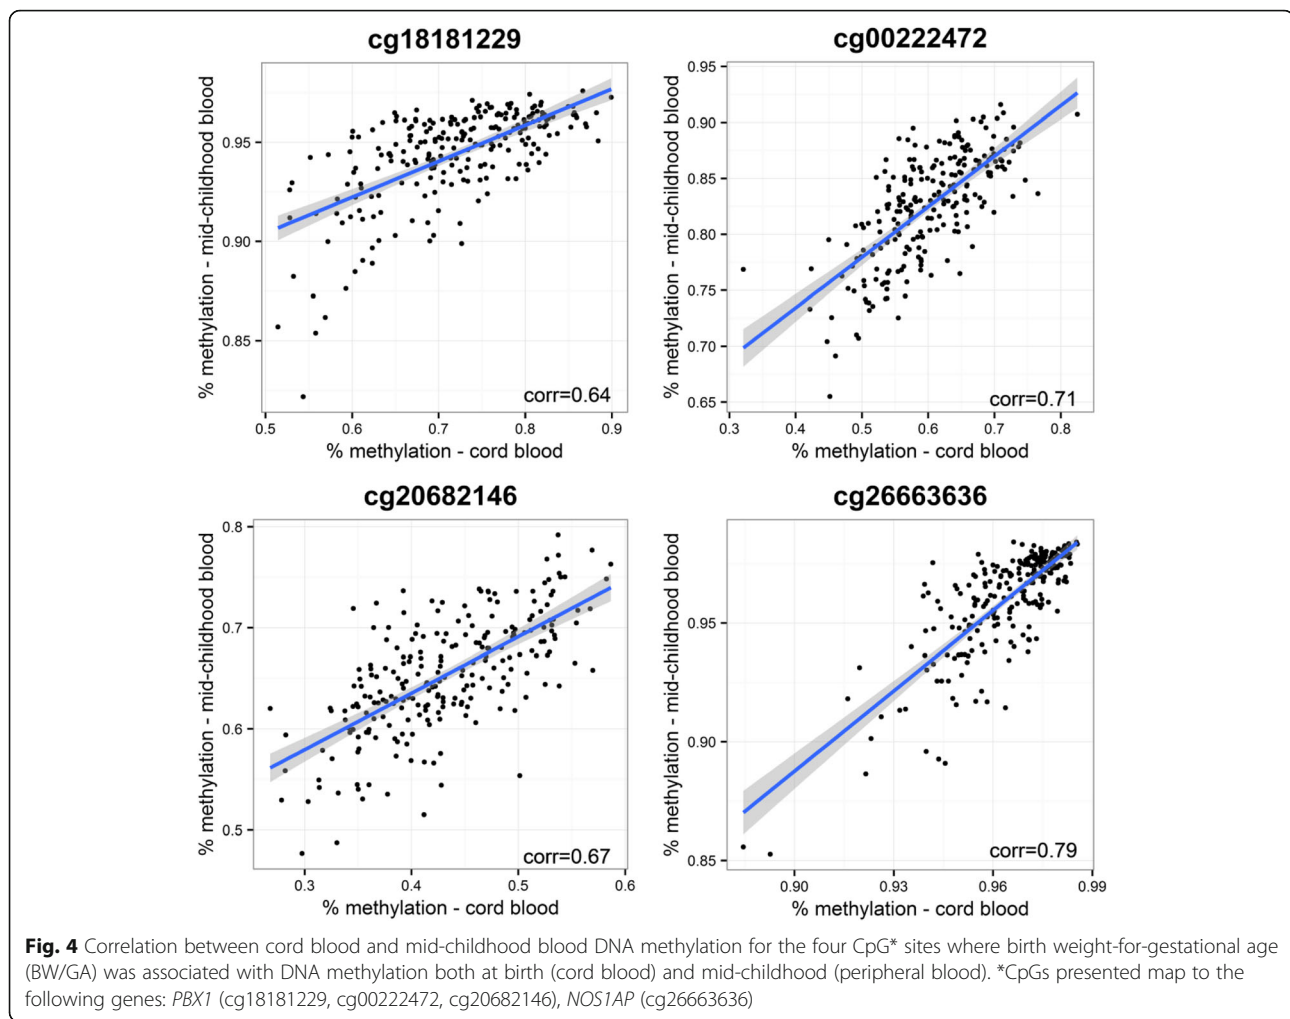 cg18181229
% methylation - mid-childhood blood
0.95
0.90
0.85
corr=0.64
0.5 0.6 0.7 0.8 0.9
% methylation - cord blood
cg00222472
% methylation - mid-childhood blood
0.95
0.90
0.85
0.80
0.75
0.70
0.65
corr=0.71
0.3 0.4 0.5 0.6 0.7 0.8
% methylation - cord blood
cg20682146
% methylation - mid-childhood blood
0.8
0.7
0.6
0.5
corr=0.67
0.3 0.4 0.5 0.6
% methylation - cord blood
cg26663636
% methylation - mid-childhood blood
0.95
0.90
0.85
corr=0.79
0.90 0.93 0.96 0.99
% methylation - cord blood
Fig. 4 Correlation between cord blood and mid-childhood blood DNA methylation for the four CpG* sites where birth weight-for-gestational age
(BW/GA) was associated with DNA methylation both at birth (cord blood) and mid-childhood (peripheral blood). *CpGs presented map to the
following genes: PBX1 (cg18181229, cg00222472, cg20682146), NOS1AP (cg26663636)